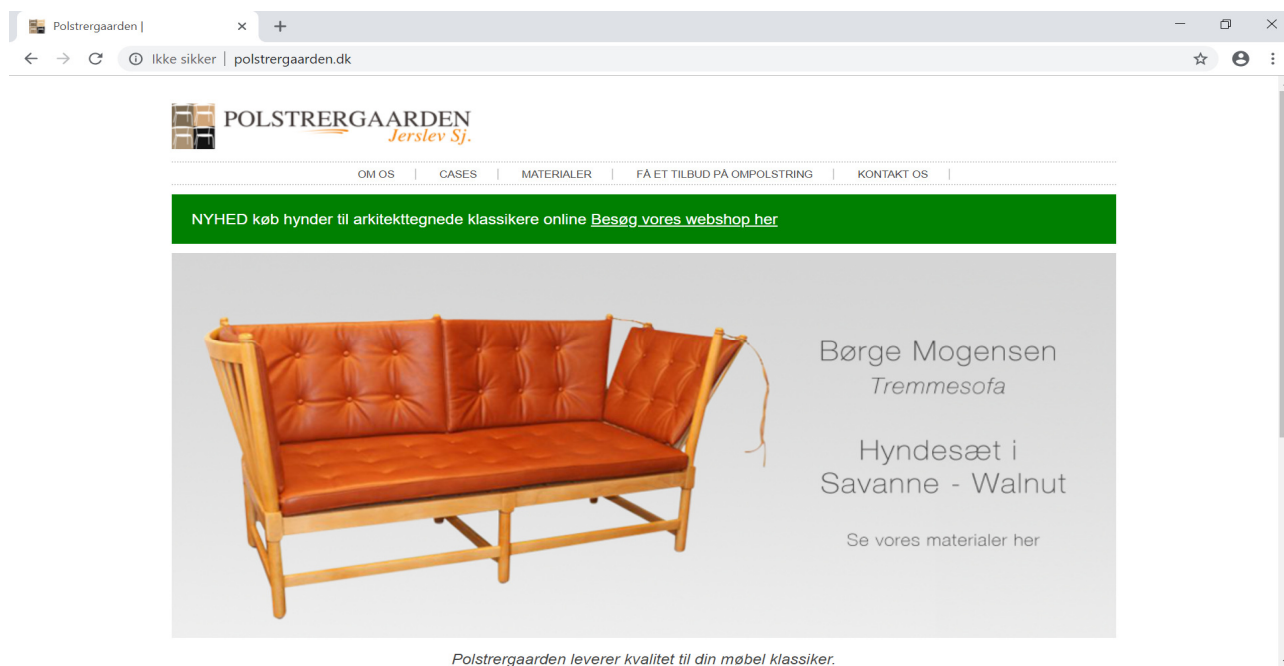 Polstrergaarden |
Ikke sikker | polstrergaarden.dk
POLSTRERGAARDEN
Jerslev Sj.
OM OS | CASES | MATERIALER | FÅ ET TILBUD PÅ OMPOLSTRING | KONTAKT OS |
NYHED køb hynder til arkitekttegnede klassikere online Besøg vores webshop her
Børge Mogensen
Tremmesofa
Hyndesæt i
Savanne - Walnut
Se vores materialer her
Polstrergaarden leverer kvalitet til din møbel klassiker.